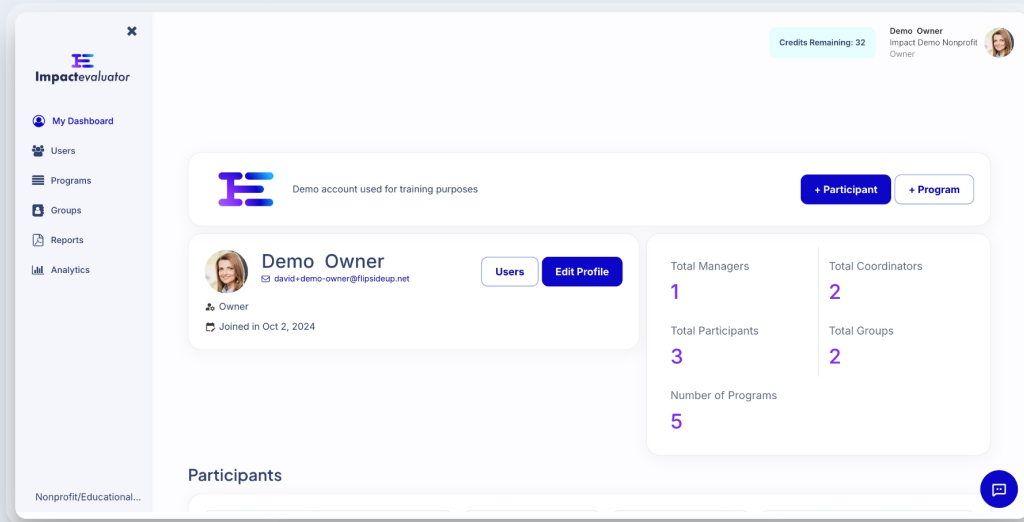 Credits Remaining: 32
Demo Owner
Impact Demo Nonprofit
Owner
Impactevaluator
My Dashboard
Users
Programs
Groups
Reports
Analytics
Nonprofit/Educational...
Demo account used for training purposes
+ Participant
+ Program
Demo Owner
david+demo-owner@flipsideup.net
Users
Edit Profile
Owner
Joined in Oct 2, 2024
Total Managers
1
Total Coordinators
2
Total Participants
3
Total Groups
2
Number of Programs
5
Participants